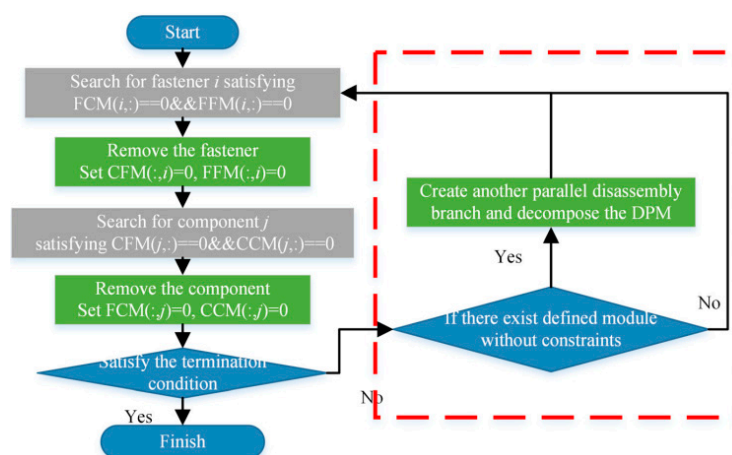 Start
Search for fastener i satisfying
FCM(i,:)==0&&FFM(i,:)==0
Remove the fastener
Set CFM(:,i)=0, FFM(:,i)=0
Search for component j
satisfying CFM(j,:)==0&&CCM(j,:)==0
Remove the component
Set FCM(:,j)=0, CCM(:,j)=0
Satisfy the termination
condition
Yes
No
Finish
Create another parallel disassembly
branch and decompose the DPM
Yes
No
If there exist defined module
without constraints